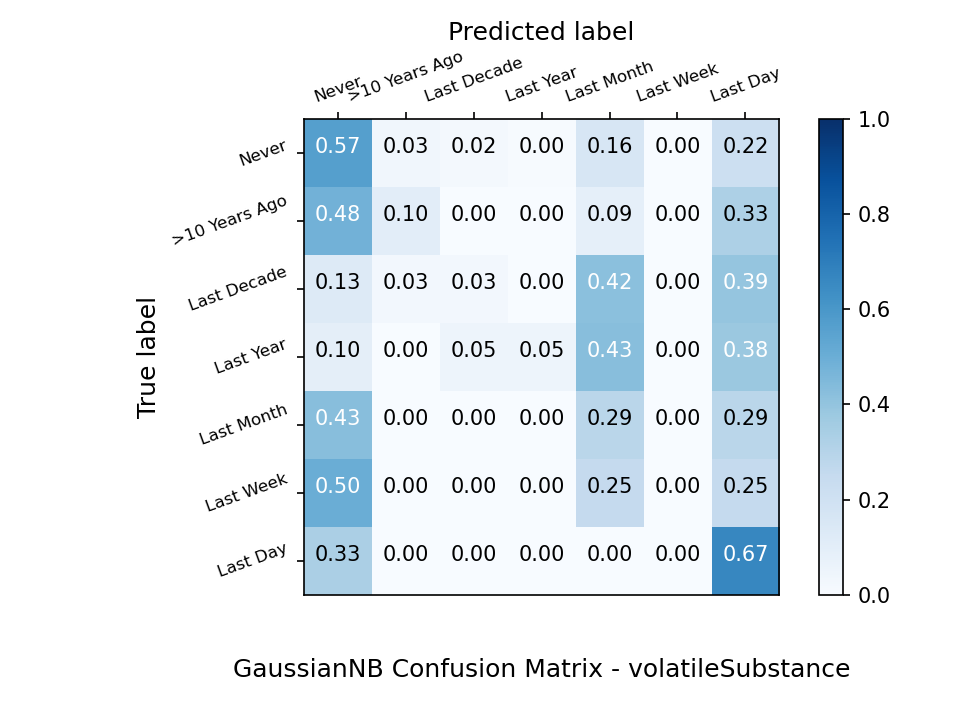 Predicted label
Never >10 Years Ago Last Decade Last Year Last Month Last Week Last Day
True label
Never 0.57 0.03 0.02 0.00 0.16 0.00 0.22
>10 Years Ago 0.48 0.10 0.00 0.00 0.09 0.00 0.33
Last Decade 0.13 0.03 0.03 0.00 0.42 0.00 0.39
Last Year 0.10 0.00 0.05 0.05 0.43 0.00 0.38
Last Month 0.43 0.00 0.00 0.00 0.29 0.00 0.29
Last Week 0.50 0.00 0.00 0.00 0.25 0.00 0.25
Last Day 0.33 0.00 0.00 0.00 0.00 0.00 0.67
1.0
0.8
0.6
0.4
0.2
0.0
GaussianNB Confusion Matrix - volatileSubstance